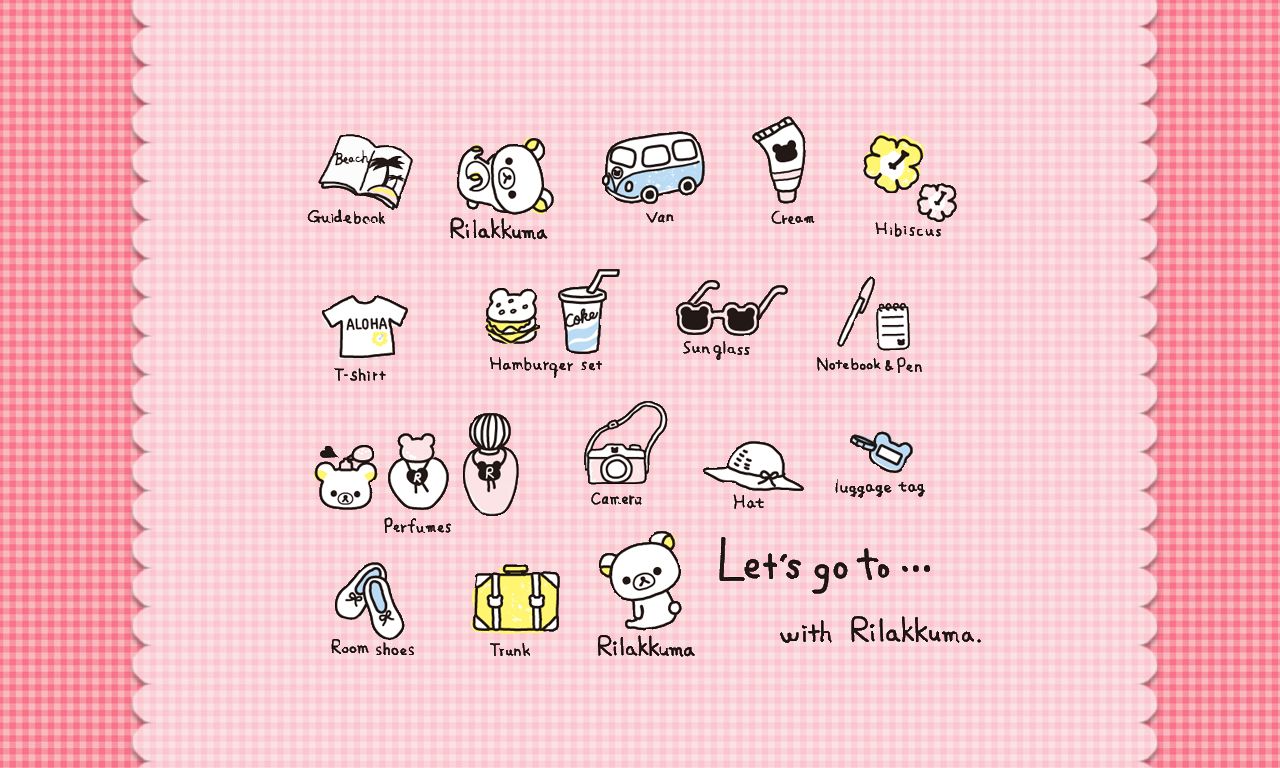 Beach
Guidebook
Rilakkuma
Van
Cream
Hibiscus
ALOHA
T-shirt
Coke
Hamburger set
Sunglass
Notebook & Pen
R
R
Perfumes
Camera
Hat
luggage tag
Room shoes
Trunk
Rilakkuma
Let's go to ...
with Rilakkuma.